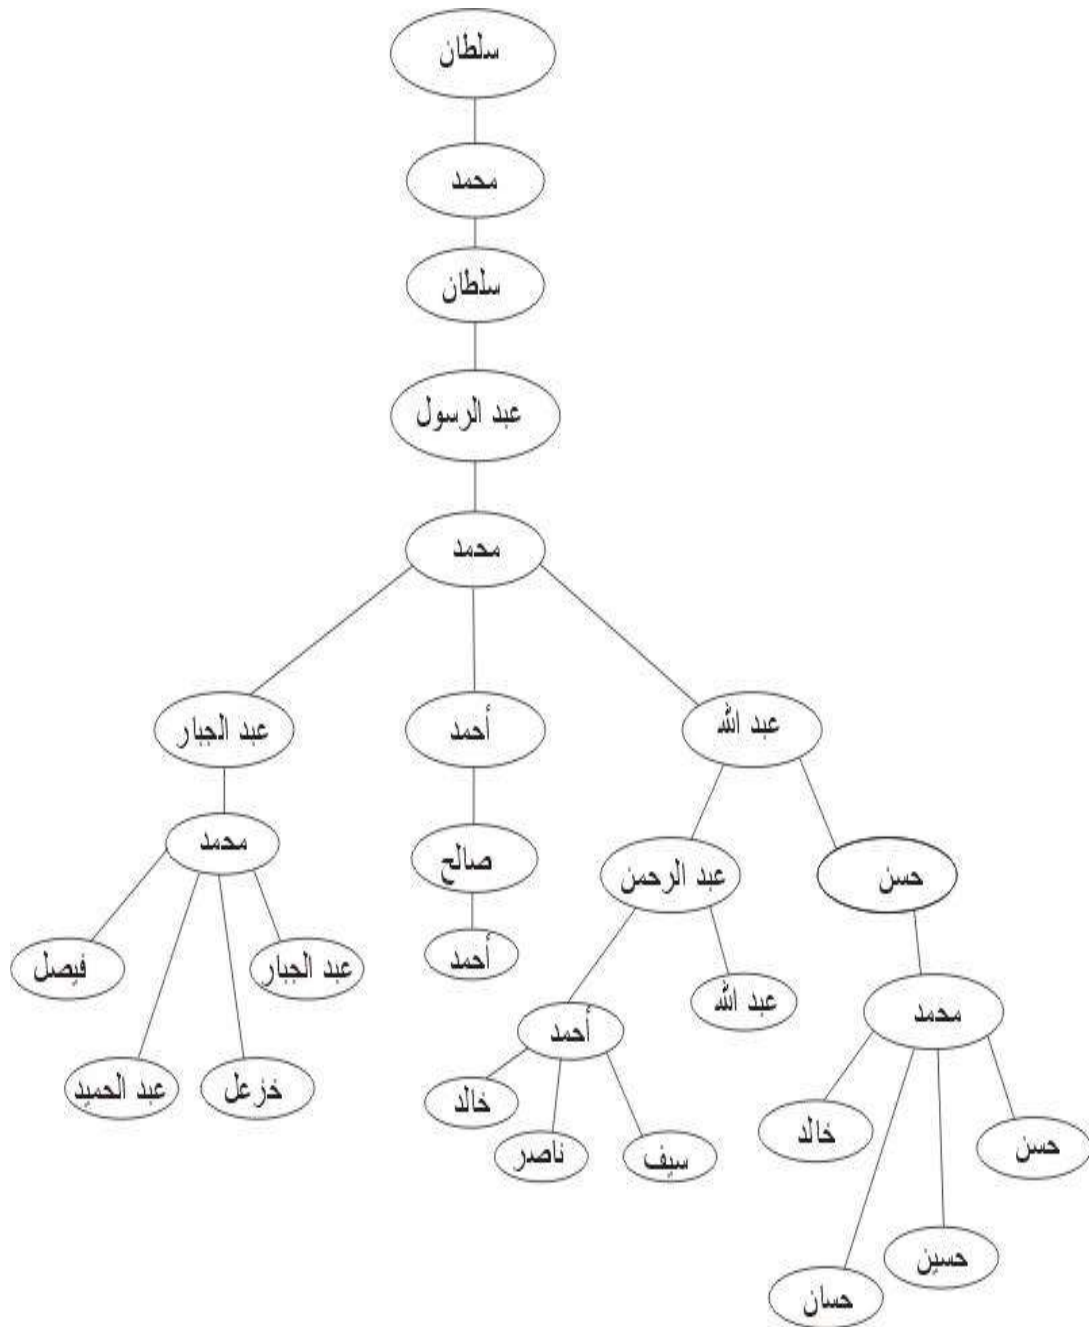 سلطان
محمد
سلطان
عبد الرسول
محمد
عبد الله
أحمد
عبد الجبار
حسن
عبد الرحمن
صالح
محمد
محمد
عبد الله
أحمد
أحمد
عبد الجبار
فيصل
حسن
خالد
خالد
خزعل
عبد الحميد
سيف
ناصر
حسين
حسان